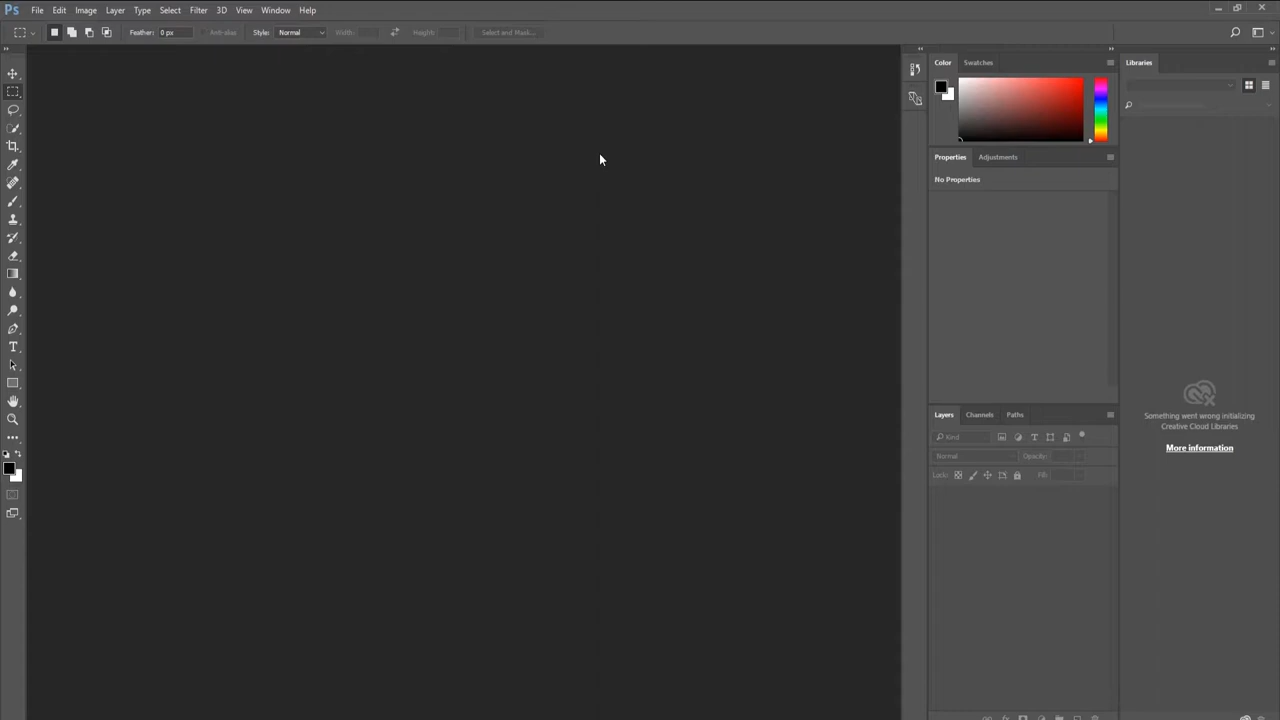 Ps File Edit Image Layer Type Select Filter 3D View Window Help
Feather: 0 px Anti-alias Style: Normal Width: Height: Select and Mask...
Color Swatches
Libraries
Properties Adjustments
No Properties
Something went wrong initializing
Creative Cloud Libraries
More information
Layers Channels Paths
Kind
Normal Opacity:
Lock: Fill:
T